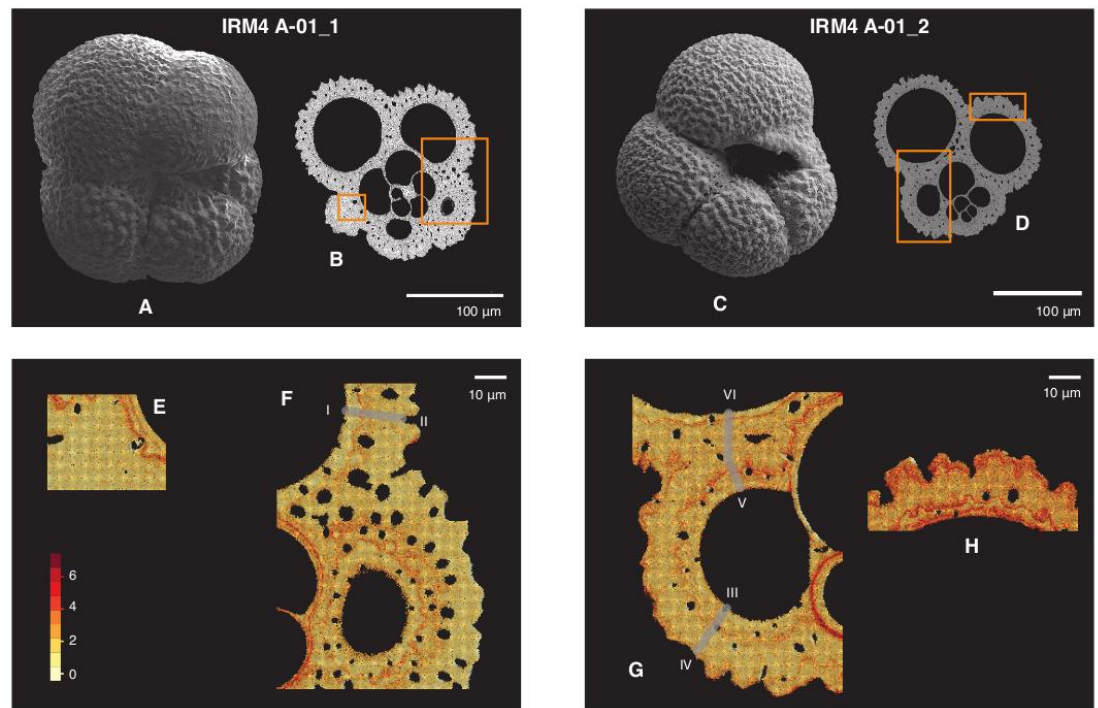 IRM4 A-01_1
A
B
100 µm
IRM4 A-01_2
C
D
100 µm
E
F
I
II
10 µm
6
4
2
0
G
VI
V
III
IV
H
10 µm